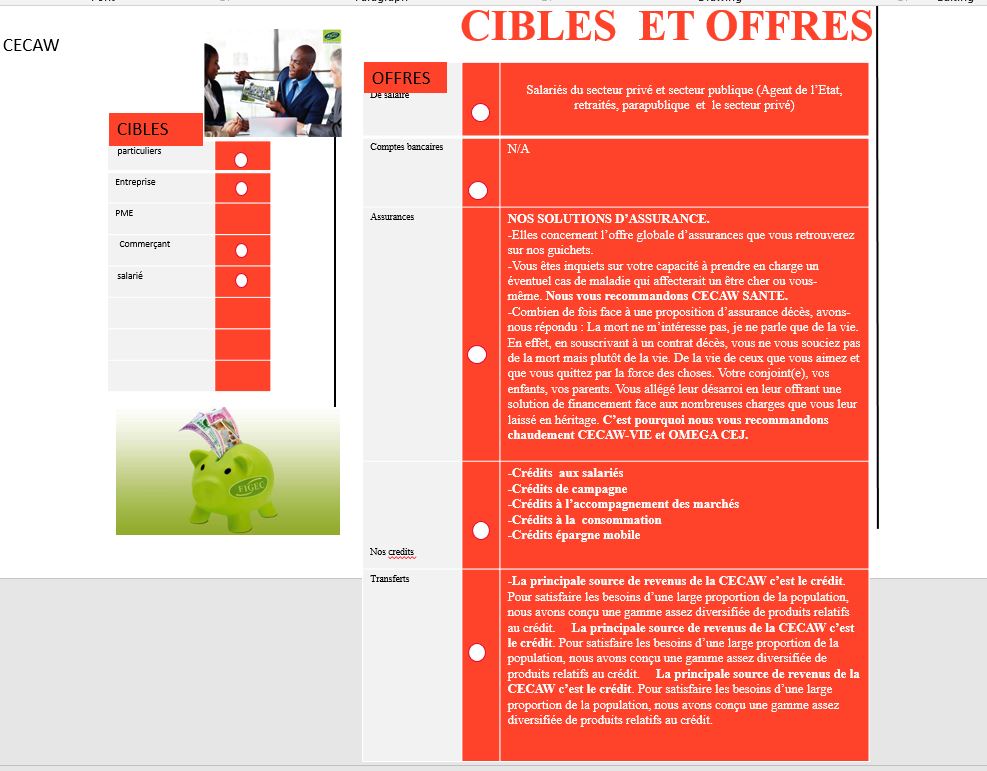 CIBLES ET OFFRES
CECAW
CIBLES
particuliers
Entreprise
PME
Commerçant
salarié
FIGEC
OFFRES
De salaire
Salariés du secteur privé et secteur publique (Agent de l’Etat,
retraités, parapublique et le secteur privé)
Comptes bancaires
N/A
Assurances
NOS SOLUTIONS D’ASSURANCE.
-Elles concernent l’offre globale d’assurances que vous retrouverez
sur nos guichets.
-Vous êtes inquiets sur votre capacité à prendre en charge un
éventuel cas de maladie qui affecterait un être cher ou vous-
même. Nous vous recommandons CECAW SANTE.
-Combien de fois face à une proposition d’assurance décès, avons-
nous répondu : La mort ne m’intéresse pas, je ne parle que de la vie.
En effet, en souscrivant à un contrat décès, vous ne vous souciez pas
de la mort mais plutôt de la vie. De la vie de ceux que vous aimez et
que vous quittez par la force des choses. Votre conjoint(e), vos
enfants, vos parents. Vous allégé leur désarroi en leur offrant une
solution de financement face aux nombreuses charges que vous leur
laissé en héritage. C’est pourquoi nous vous recommandons
chaudement CECAW-VIE et OMEGA CEJ.
Nos credits
-Crédits aux salariés
-Crédits de campagne
-Crédits à l’accompagnement des marchés
-Crédits à la consommation
-Crédits épargne mobile
Transferts
-La principale source de revenus de la CECAW c’est le crédit.
Pour satisfaire les besoins d’une large proportion de la population,
nous avons conçu une gamme assez diversifiée de produits relatifs
au crédit. La principale source de revenus de la CECAW c’est
le crédit. Pour satisfaire les besoins d’une large proportion de la
population, nous avons conçu une gamme assez diversifiée de
produits relatifs au crédit. La principale source de revenus de la
CECAW c’est le crédit. Pour satisfaire les besoins d’une large
proportion de la population, nous avons conçu une gamme assez
diversifiée de produits relatifs au crédit.